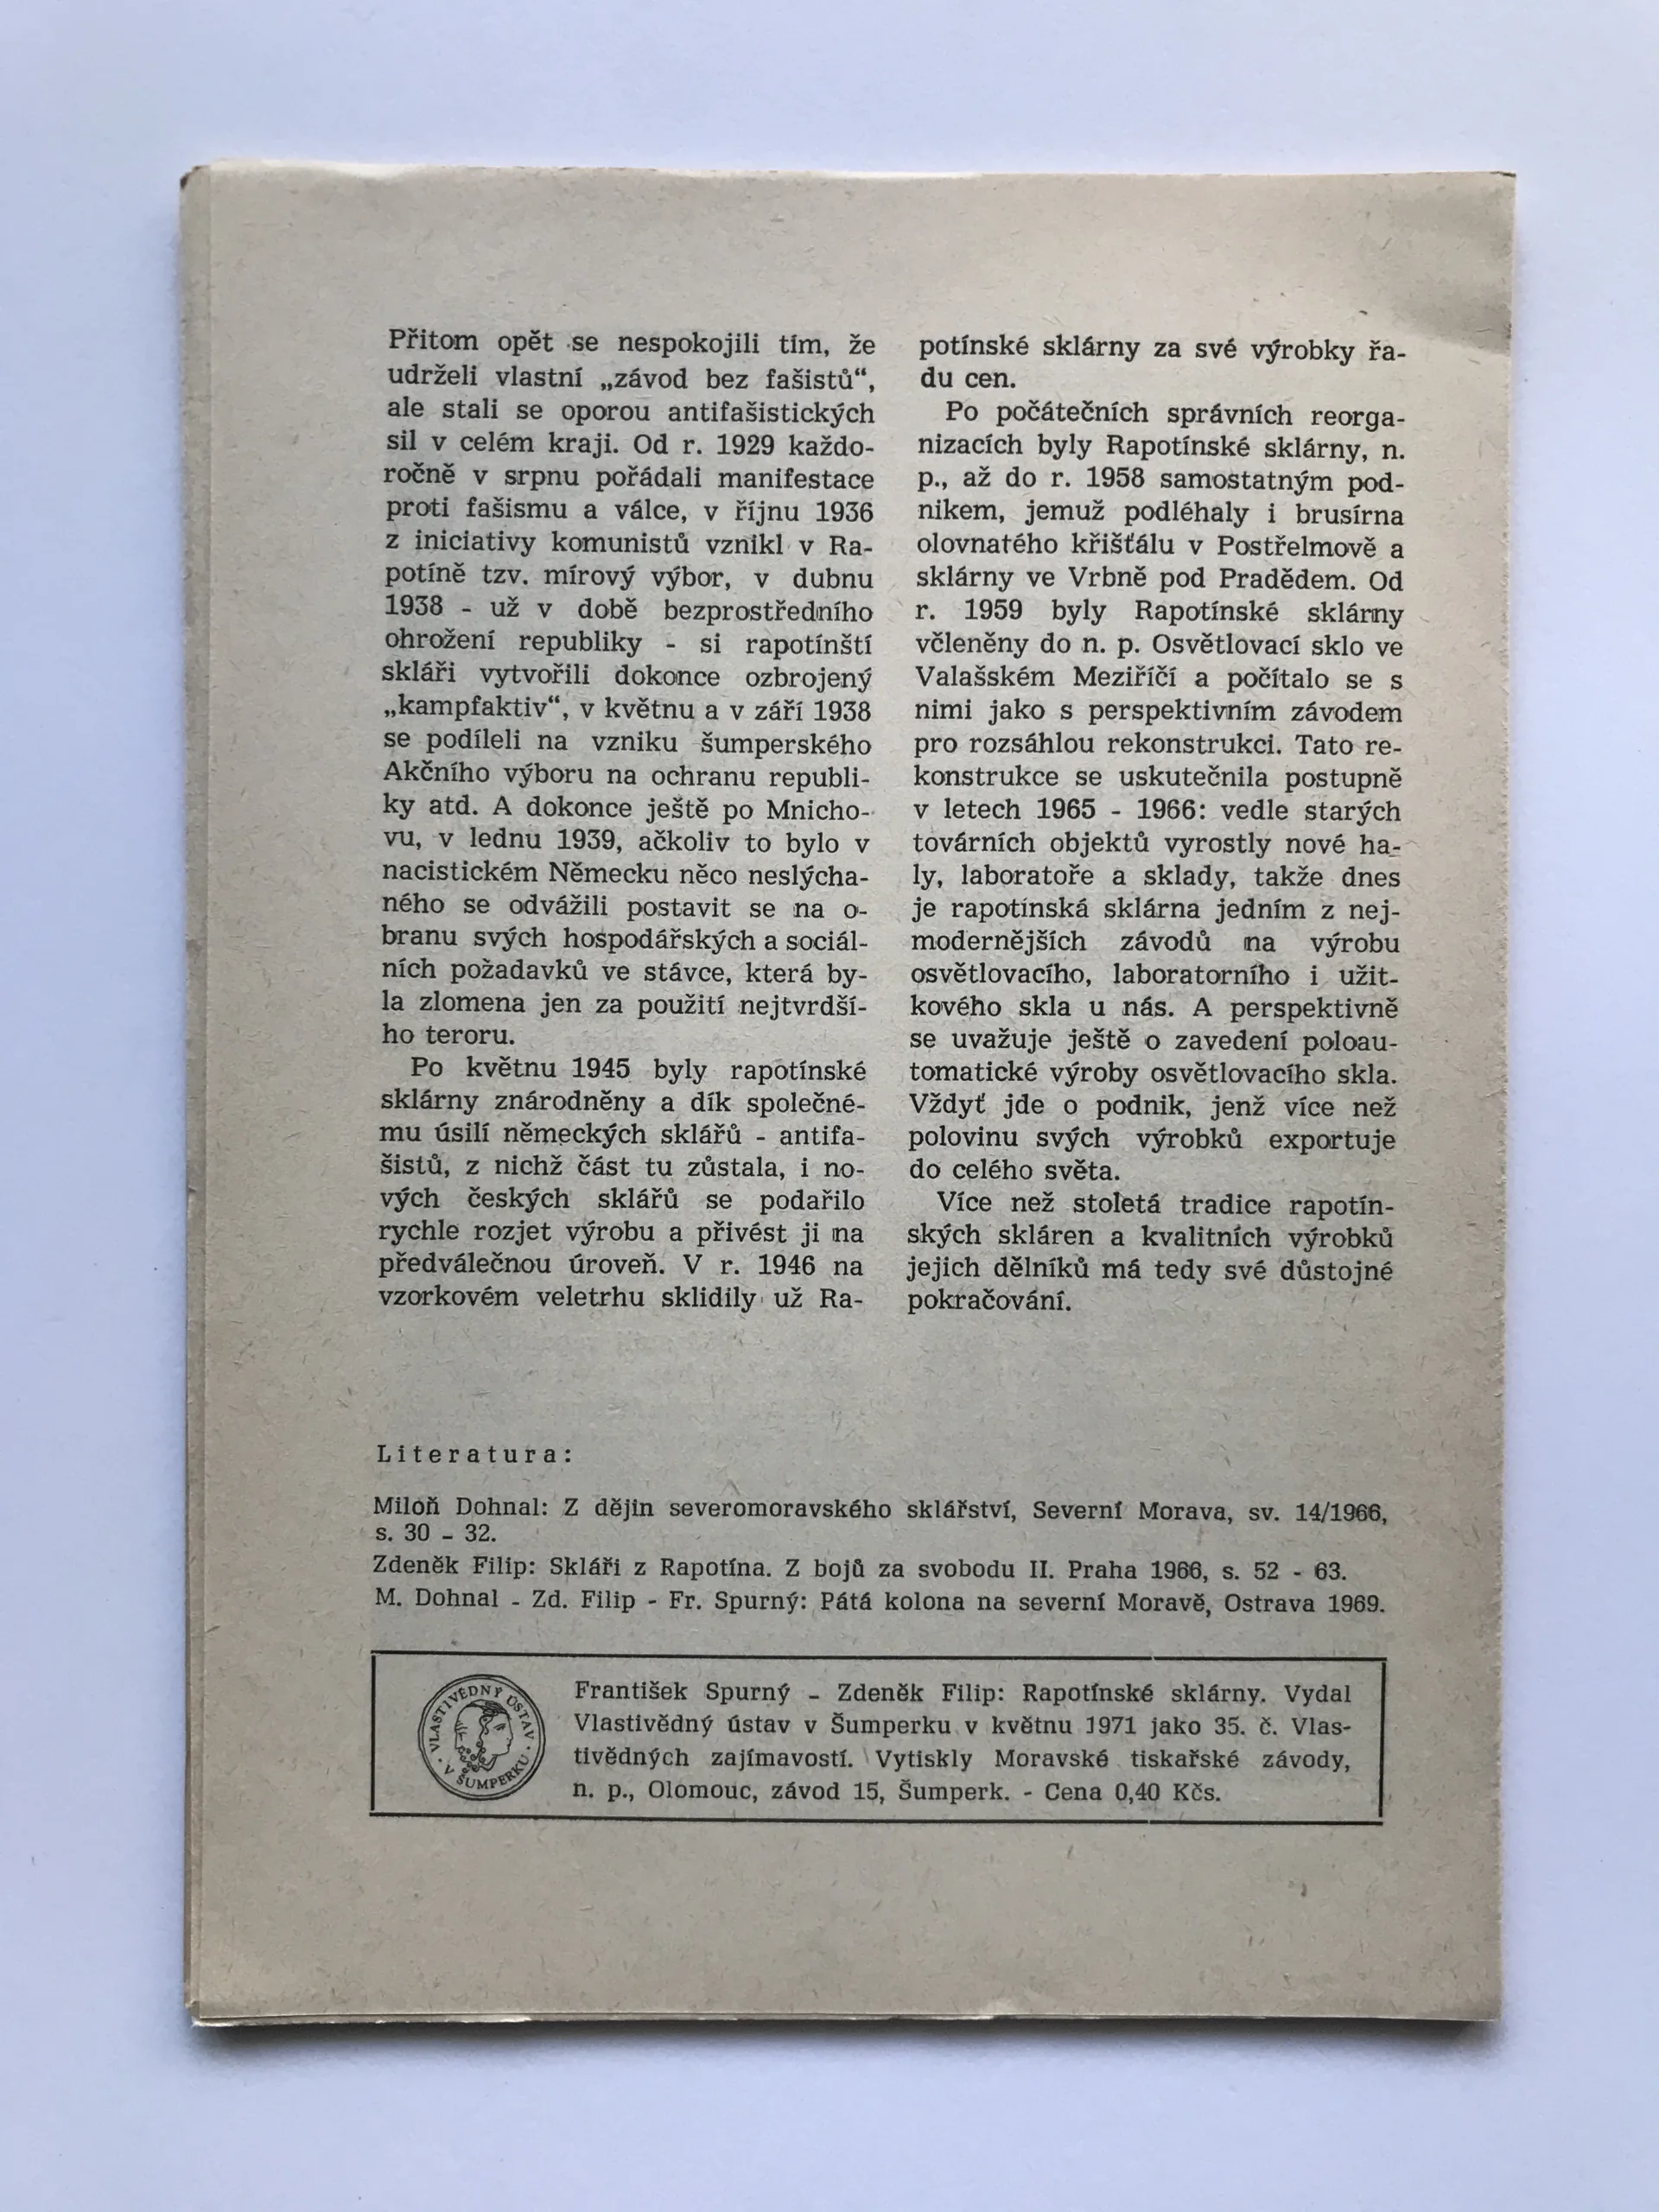 Přitom opět se nespokojili tím, že
udrželi vlastní „závod bez fašistů“,
ale stali se oporou antifašistických
sil v celém kraji. Od r. 1929 každo-
ročně v srpnu pořádali manifestace
proti fašismu a válce, v říjnu 1936
z iniciativy komunistů vznikl v Ra-
potíně tzv. mírový výbor, v dubnu
1938 - už v době bezprostředního
ohrožení republiky - si rapotínští
skláři vytvořili dokonce ozbrojený
„kampfaktiv“, v květnu a v září 1938
se podíleli na vzniku šumperského
Akčního výboru na ochranu republi-
ky atd. A dokonce ještě po Mnicho-
vu, v lednu 1939, ačkoliv to bylo v
nacistickém Německu něco neslýcha-
ného se odvážili postavit se na o-
branu svých hospodářských a sociál-
ních požadavků ve stávce, která by-
la zlomena jen za použití nejtvrdší-
ho teroru.
Po květnu 1945 byly rapotínské
sklárny znárodněny a dík společné-
mu úsilí německých sklářů - antifa-
šistů, z nichž část tu zůstala, i no-
vých českých sklářů se podařilo
rychle rozjet výrobu a přivést ji na
předválečnou úroveň. V r. 1946 na
vzorkovém veletrhu sklidily už Ra-
potínské sklárny za své výrobky řa-
du cen.
Po počátečních správních reorga-
nizacích byly Rapotínské sklárny, n.
p., až do r. 1958 samostatným pod-
nikem, jemuž podléhaly i brusírna
olovnatého křišťálu v Postřelmově a
sklárny ve Vrbně pod Pradědem. Od
r. 1959 byly Rapotínské sklárny
včleněny do n. p. Osvětlovací sklo ve
Valašském Meziříčí a počítalo se s
nimi jako s perspektivním závodem
pro rozsáhlou rekonstrukci. Tato re-
konstrukce se uskutečnila postupně
v letech 1965 - 1966: vedle starých
továrních objektů vyrostly nové ha-
ly, laboratoře a sklady, takže dnes
je rapotínská sklárna jedním z nej-
modernějších závodů na výrobu
osvětlovacího, laboratorního i užit-
kového skla u nás. A perspektivně
se uvažuje ještě o zavedení poloau-
tomatické výroby osvětlovacího skla.
Vždyť jde o podnik, jenž více než
polovinu svých výrobků exportuje
do celého světa.
Více než stoletá tradice rapotín-
ských skláren a kvalitních výrobků
jejich dělníků má tedy své důstojné
pokračování.
Literatura:
Miloň Dohnal: Z dějin severomoravského sklářství, Severní Morava, sv. 14/1966,
s. 30 - 32.
Zdeněk Filip: Skláři z Rapotína. Z bojů za svobodu II. Praha 1966, s. 52 - 63.
M. Dohnal - Zd. Filip - Fr. Spurný: Pátá kolona na severní Moravě, Ostrava 1969.
VLASTIVĚDNÝ ÚSTAV
V ŠUMPERKU
František Spurný - Zdeněk Filip: Rapotínské sklárny. Vydal
Vlastivědný ústav v Šumperku v květnu 1971 jako 35. č. Vlas-
tivědných zajímavostí. Vytiskly Moravské tiskařské závody,
n. p., Olomouc, závod 15, Šumperk. - Cena 0,40 Kčs.